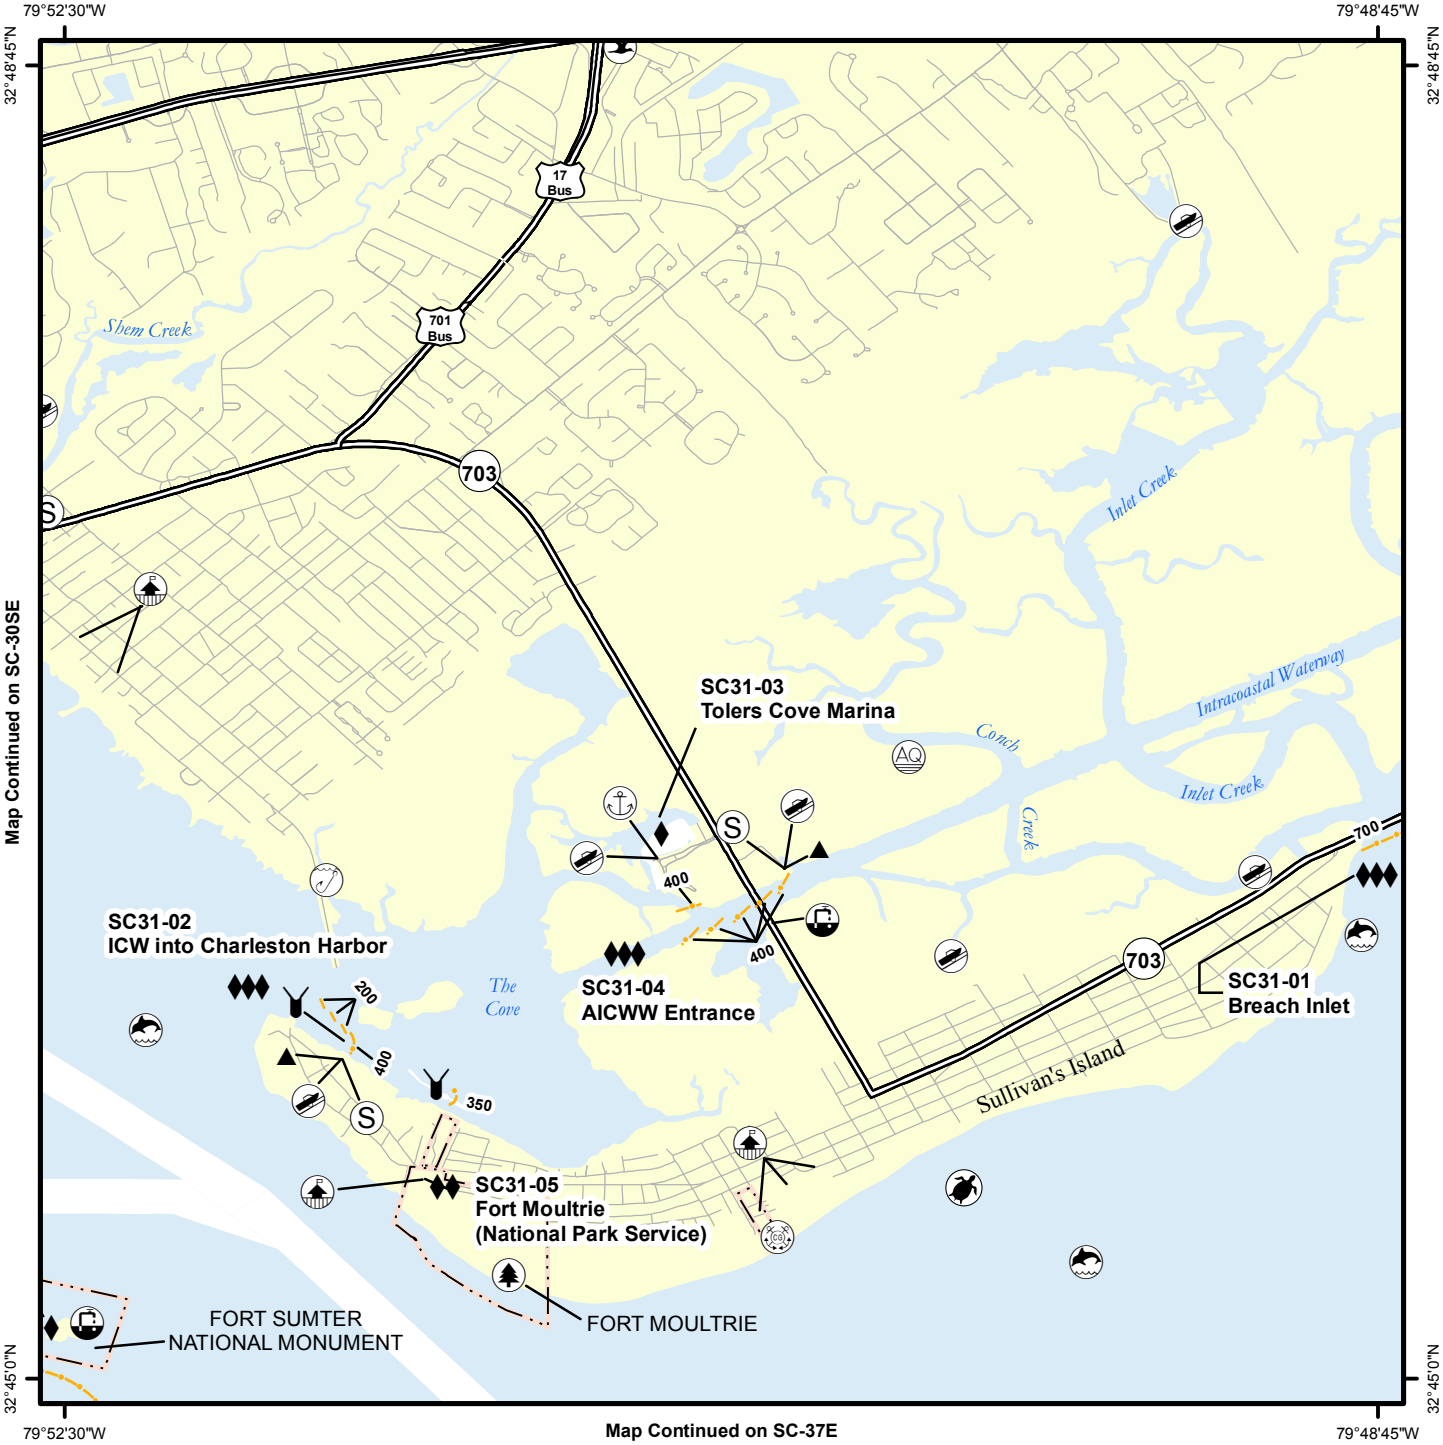 79°52'30"W
79°48'45"W
32°48'45"N
32°48'45"N
17
Bus
701
Bus
Shem Creek
703
S
Inlet Creek
Map Continued on SC-30SE
Intracoastal Waterway
SC31-03
Tolers Cove Marina
Conch
Creek
AQ
Inlet Creek
S
700
400
SC31-02
ICW into Charleston Harbor
400
703
The
Cove
SC31-04
AICWW Entrance
SC31-01
Breach Inlet
200
400
350
S
Sullivan's Island
SC31-05
Fort Moultrie
(National Park Service)
CG
FORT SUMTER
NATIONAL MONUMENT
FORT MOULTRIE
32°45'0"N
32°45'0"N
79°52'30"W
Map Continued on SC-37E
79°48'45"W